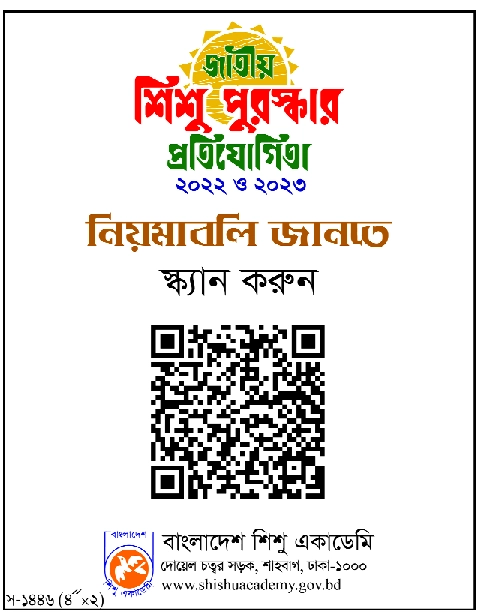 জাতীয়
শিশু পুরস্কার
প্রতিযোগিতা
২০২২ ও ২০২৩
নিয়মাবলি জানতে
স্ক্যান করুন
বাংলাদেশ
শিশু একাডেমি
বাংলাদেশ শিশু একাডেমি
দোয়েল চত্বর সড়ক, শাহবাগ, ঢাকা-১০০০
www.shishuacademy.gov.bd
স-১৪৪৬ (৪˝×২)